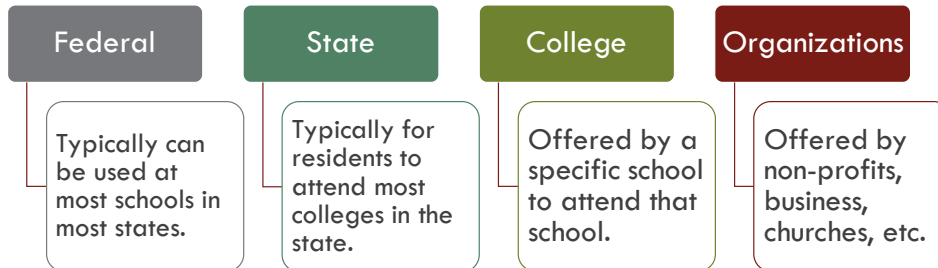 Federal
Typically can
be used at
most schools in
most states.
State
Typically for
residents to
attend most
colleges in the
state.
College
Offered by a
specific school
to attend that
school.
Organizations
Offered by
non-profits,
business,
churches, etc.